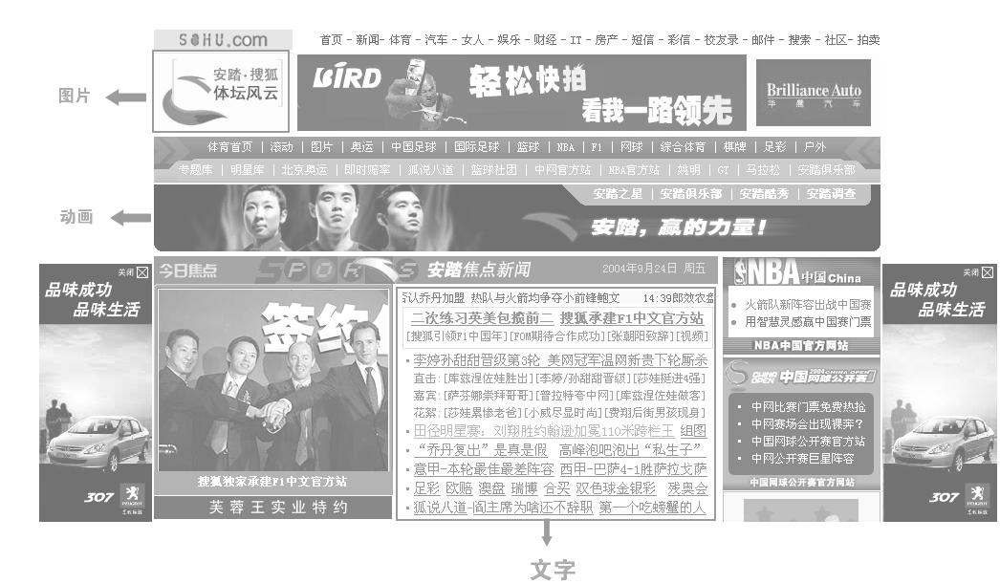 SOHU.com
首页 - 新闻- 体育 - 汽车 - 女人 - 娱乐 - 财经 - IT - 房产 - 短信 - 彩信 - 校友录 - 邮件 - 搜索 - 社区- 拍卖
图片
安踏·搜狐
体坛风云
BiRD
轻松快拍
看我一路领先
Brilliance Auto
华晨汽车
体育首页 | 滚动 | 图片 | 奥运 | 中国足球 | 国际足球 | 篮球 | NBA | F1 | 网球 | 综合体育 | 棋牌 | 足彩 | 户外
专题库 | 明星库 | 北京奥运 | 即时赔率 | 狐说八道 | 篮球社团 | 中网官方站 | NBA官方站 | 姚明 | GT | 马拉松 | 安踏俱乐部
动画
安踏之星 | 安踏俱乐部 | 安踏酷秀 | 安踏调查
安踏，赢的力量！
关闭
品味成功
品味生活
307
PEUGEOT
今日焦点
SPORTS
安踏焦点新闻
2004年9月24日 周五
签约
搜狐独家承建F1中文官方站
芙蓉王实业特约
否认乔丹加盟 热队与火箭均争夺小前锋鲍文 14:39郎效农盘
二次练习英美包揽前二 搜狐承建F1中文官方站
[搜狐引领F1中国年][FOM期待合作成功][张朝阳致辞][视频]
·李婷孙甜甜晋级第3轮 美网冠军温网新贵下轮厮杀
直击:[库兹涅佐娃胜出][李婷/孙甜甜晋级][莎娃挺进4强]
嘉宾:[萨芬娜崇拜哥哥][普拉特夸中网][库兹涅佐娃做客]
花絮:[莎娃累惨老爸][小威尽显时尚][费翔后街男孩现身]
·田径明星赛：刘翔胜约翰逊加冕110米跨栏王 组图
·“乔丹复出”是真是假 高峰泡吧泡出“私生子”
·意甲-本轮最佳最差阵容 西甲-巴萨4-1胜萨拉戈萨
·足彩 欧赔 澳盘 瑞博 合买 双色球金银彩 残奥会
·狐说八道-阎主席为啥还不辞职 第一个吃螃蟹的人
NBA 中国 China
● 火箭队新阵容出战中国赛
● 用智慧灵感赢中国赛门票
NBA中国官方网站
CHINA OPEN
2004 CHINA OPEN
中国网球公开赛
• 中网比赛门票免费热抢
• 中网赛场会出现裸奔？
• 中国网球公开赛官方站
• 中网公开赛巨星阵容
中国网球公开赛官方网站
关闭
品味成功
品味生活
307
PEUGEOT
文字